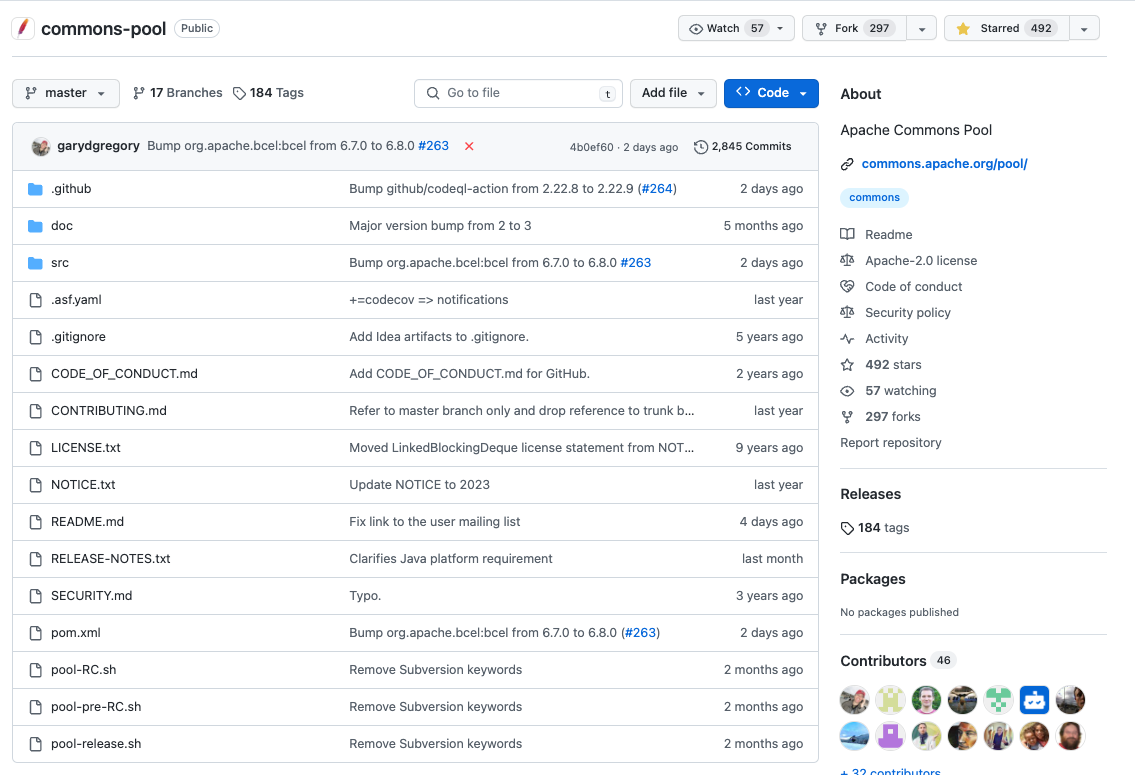 commons-pool Public Watch 57 Fork 297 Starred 492
master 17 Branches 184 Tags Go to file t Add file Code
garydgregory Bump org.apache.bcel:bcel from 6.7.0 to 6.8.0 #263 4b0ef60 · 2 days ago 2,845 Commits
.github Bump github/codeql-action from 2.22.8 to 2.22.9 (#264) 2 days ago
doc Major version bump from 2 to 3 5 months ago
src Bump org.apache.bcel:bcel from 6.7.0 to 6.8.0 #263 2 days ago
.asf.yaml +=codecov => notifications last year
.gitignore Add Idea artifacts to .gitignore. 5 years ago
CODE_OF_CONDUCT.md Add CODE_OF_CONDUCT.md for GitHub. 2 years ago
CONTRIBUTING.md Refer to master branch only and drop reference to trunk b... last year
LICENSE.txt Moved LinkedBlockingDeque license statement from NOT... 9 years ago
NOTICE.txt Update NOTICE to 2023 last year
README.md Fix link to the user mailing list 4 days ago
RELEASE-NOTES.txt Clarifies Java platform requirement last month
SECURITY.md Typo. 3 years ago
pom.xml Bump org.apache.bcel:bcel from 6.7.0 to 6.8.0 (#263) 2 days ago
pool-RC.sh Remove Subversion keywords 2 months ago
pool-pre-RC.sh Remove Subversion keywords 2 months ago
pool-release.sh Remove Subversion keywords 2 months ago
About
Apache Commons Pool
commons.apache.org/pool/
commons
Readme
Apache-2.0 license
Code of conduct
Security policy
Activity
492 stars
57 watching
297 forks
Report repository
Releases
184 tags
Packages
No packages published
Contributors 46
+ 32 contributors